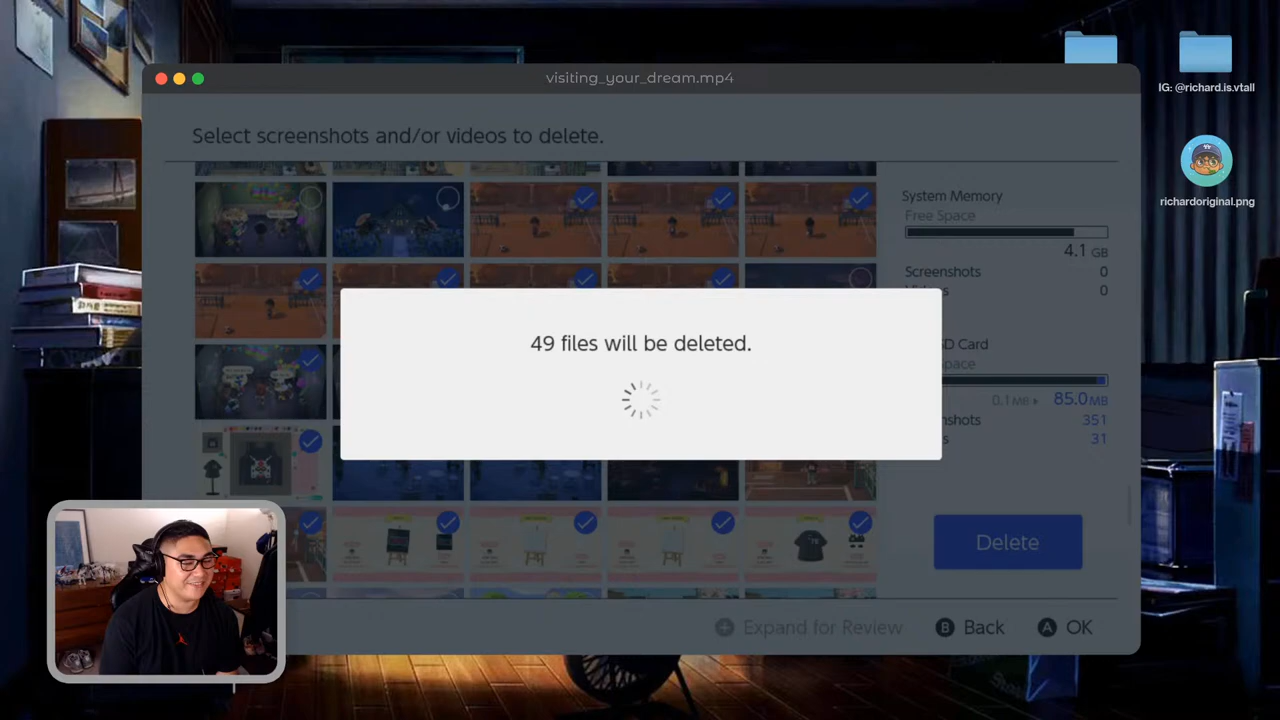 visiting_your_dream.mp4
IG: @richard.is.vtall
richardoriginal.png
Select screenshots and/or videos to delete.
System Memory
Free Space
4.1 GB
Screenshots 0
0
49 files will be deleted.
D Card
pace
0.1 MB 85.0 MB
nshots 351
s 31
Delete
Expand for Review
B Back
A OK